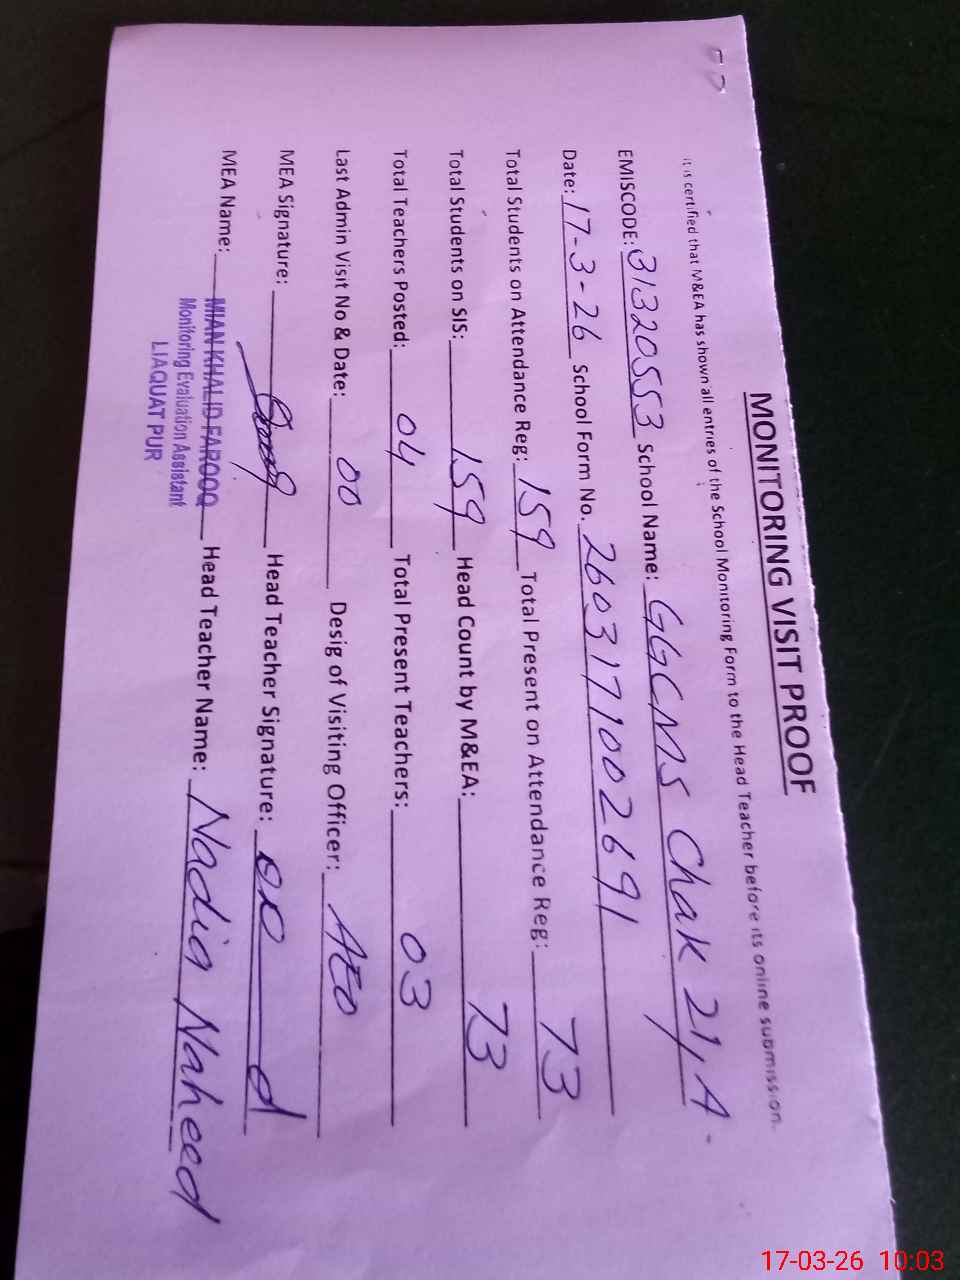 MONITORING VISIT PROOF
It is certified that M&EA has shown all entries of the School Monitoring Form to the Head Teacher before its online submission.
EMISCODE: 31320553 School Name: GGCMS Chak 21, A
Date: 17-3-26 School Form No. 2603171002691
Total Students on Attendance Reg: 159 Total Present on Attendance Reg: 73
Total Students on SIS: 159 Head Count by M&EA: 73
Total Teachers Posted: 04 Total Present Teachers: 03
Last Admin Visit No & Date: 00 Desig of Visiting Officer: AEO
MEA Signature: Head Teacher Signature:
MEA Name: MIAN KHALID FAROOQ Head Teacher Name: Nadia Naheed
Monitoring Evaluation Assistant
LIAQUAT PUR
17-03-26 10:03